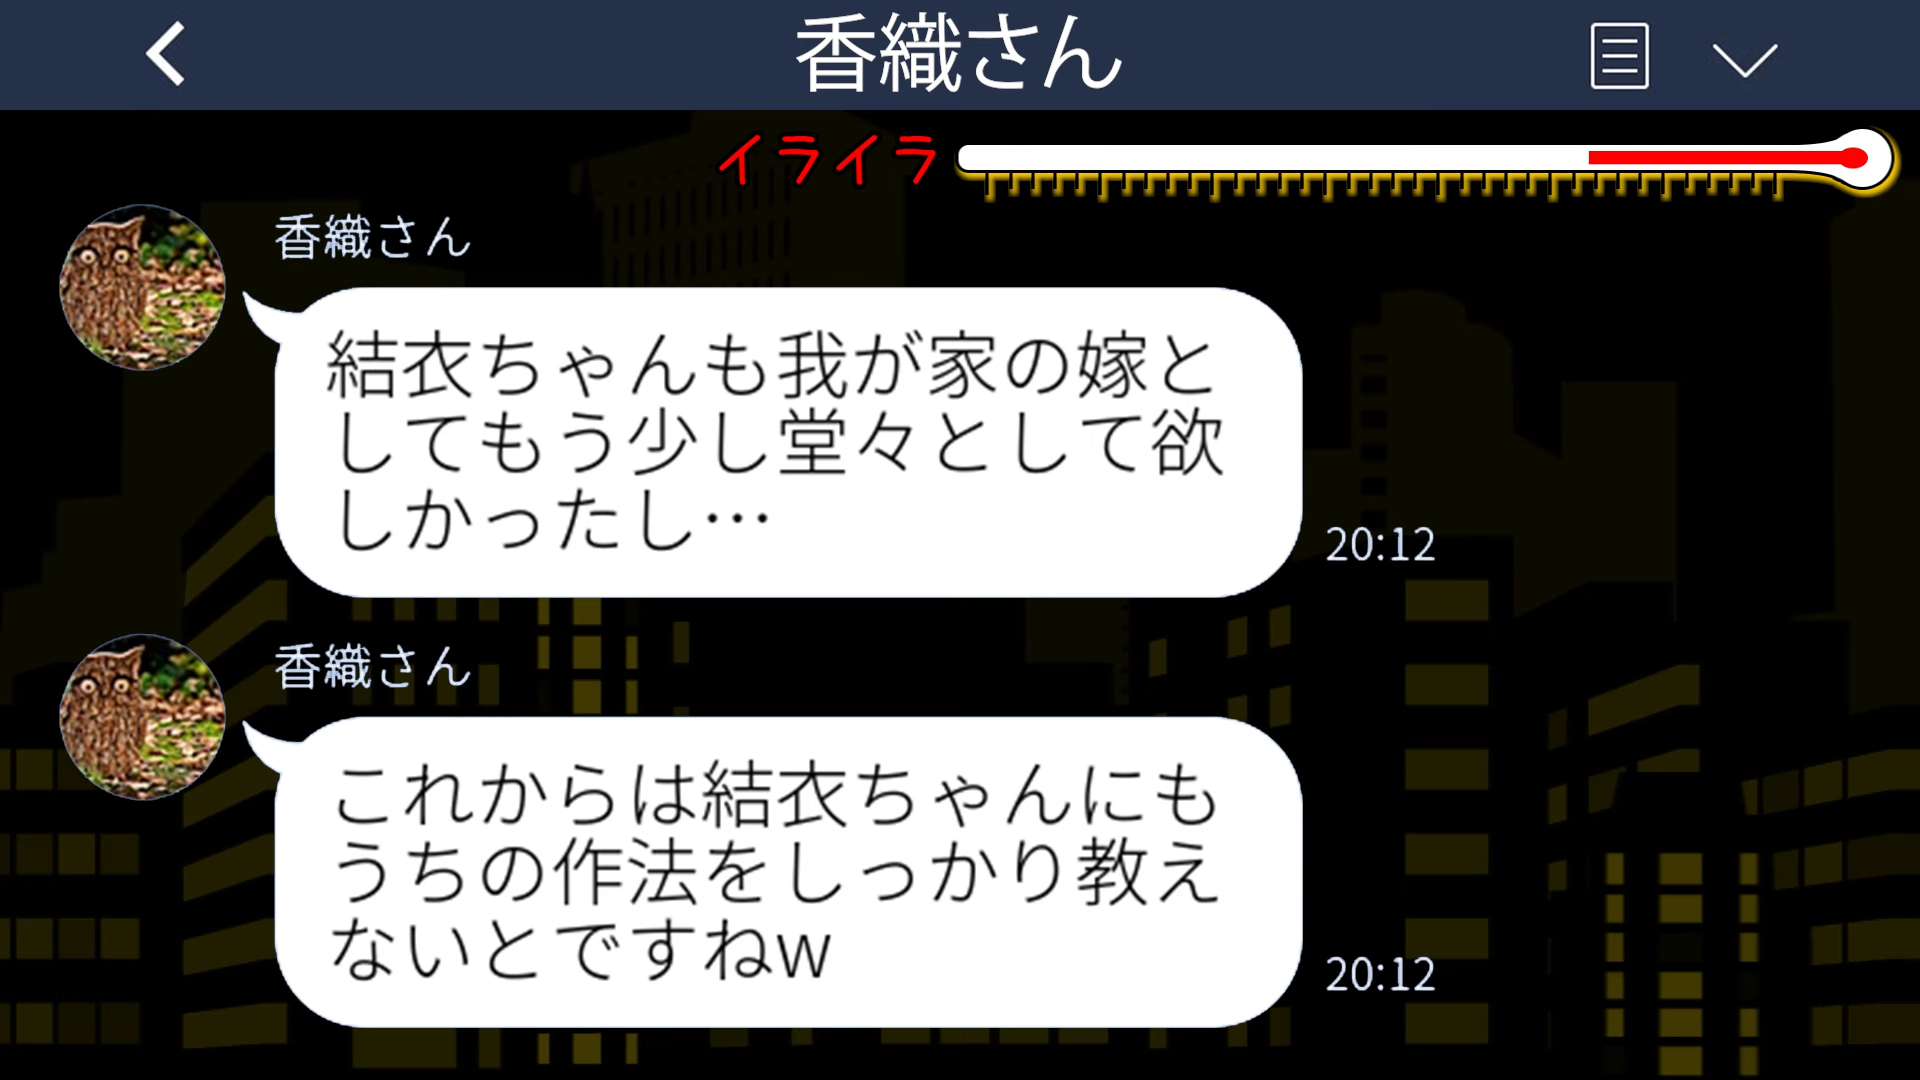 香織さん
イライラ
香織さん
結衣ちゃんも我が家の嫁と
してもう少し堂々として欲
しかったし…
20:12
香織さん
これからは結衣ちゃんにも
うちの作法をしっかり教え
ないとですねw
20:12